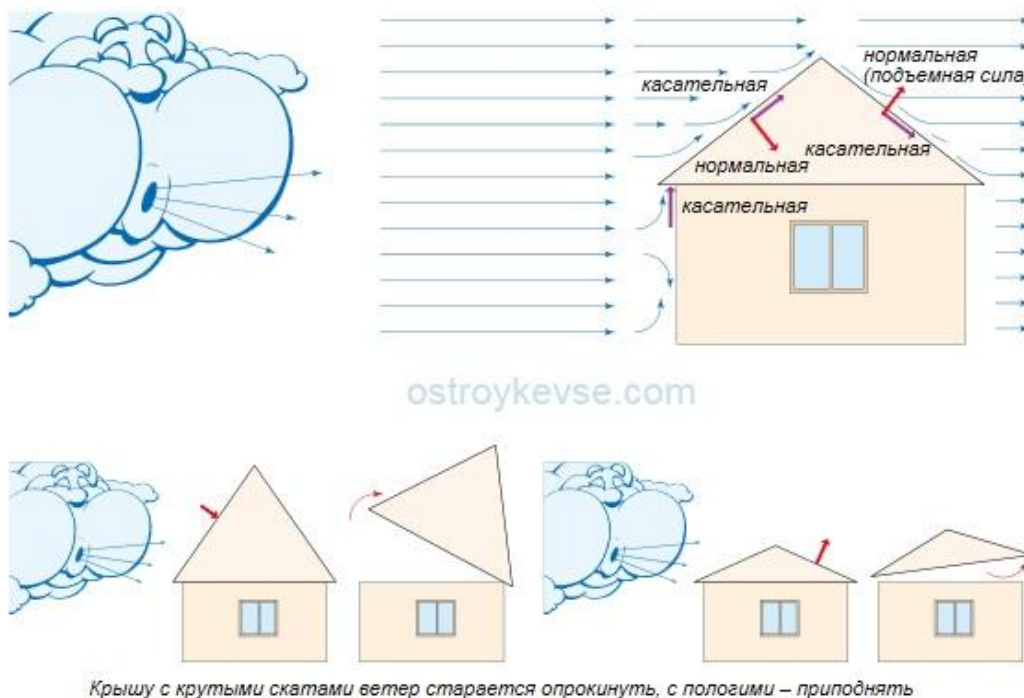 нормальная
(подъемная сила
касательная
касательная
нормальная
касательная
ostroykevse.com
Крышу с крутыми скатами ветер старается опрокинуть, с пологими – приподнять